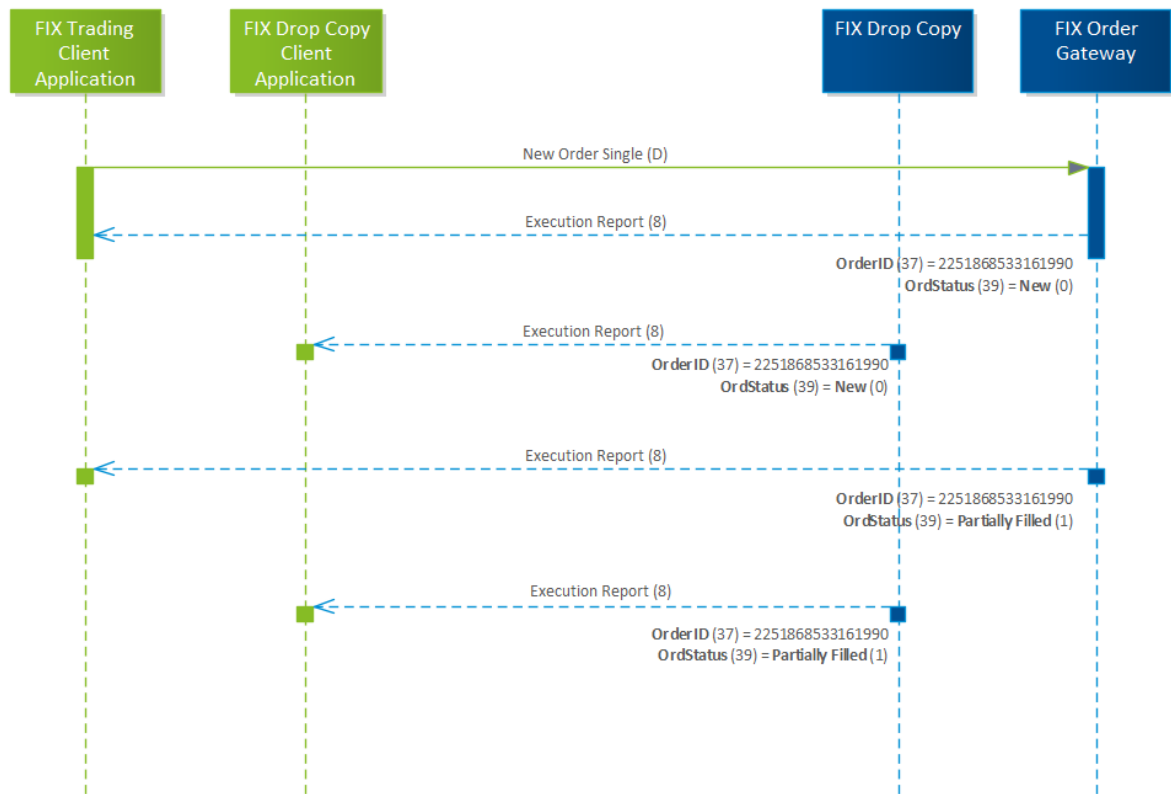 FIX Trading
Client
Application
FIX Drop Copy
Client
Application
FIX Drop Copy
FIX Order
Gateway
New Order Single (D)
Execution Report (8)
OrderID (37) = 2251868533161990
OrdStatus (39) = New (0)
Execution Report (8)
OrderID (37) = 2251868533161990
OrdStatus (39) = New (0)
Execution Report (8)
OrderID (37) = 2251868533161990
OrdStatus (39) = Partially Filled (1)
Execution Report (8)
OrderID (37) = 2251868533161990
OrdStatus (39) = Partially Filled (1)